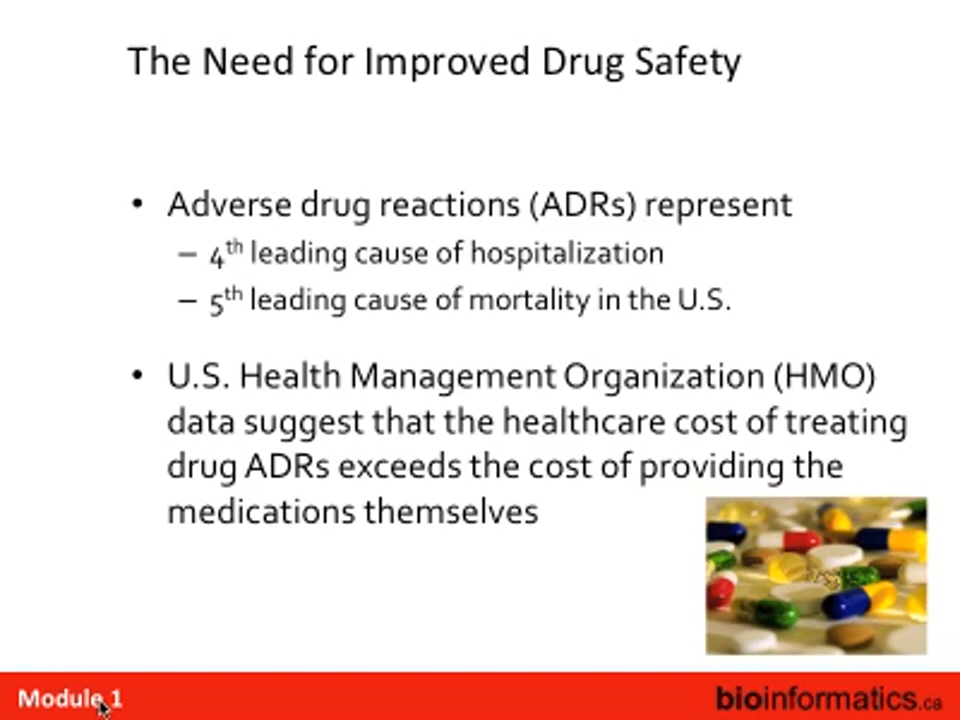 The Need for Improved Drug Safety
• Adverse drug reactions (ADRs) represent
– 4th leading cause of hospitalization
– 5th leading cause of mortality in the U.S.
• U.S. Health Management Organization (HMO)
data suggest that the healthcare cost of treating
drug ADRs exceeds the cost of providing the
medications themselves
Module 1
bioinformatics.ca